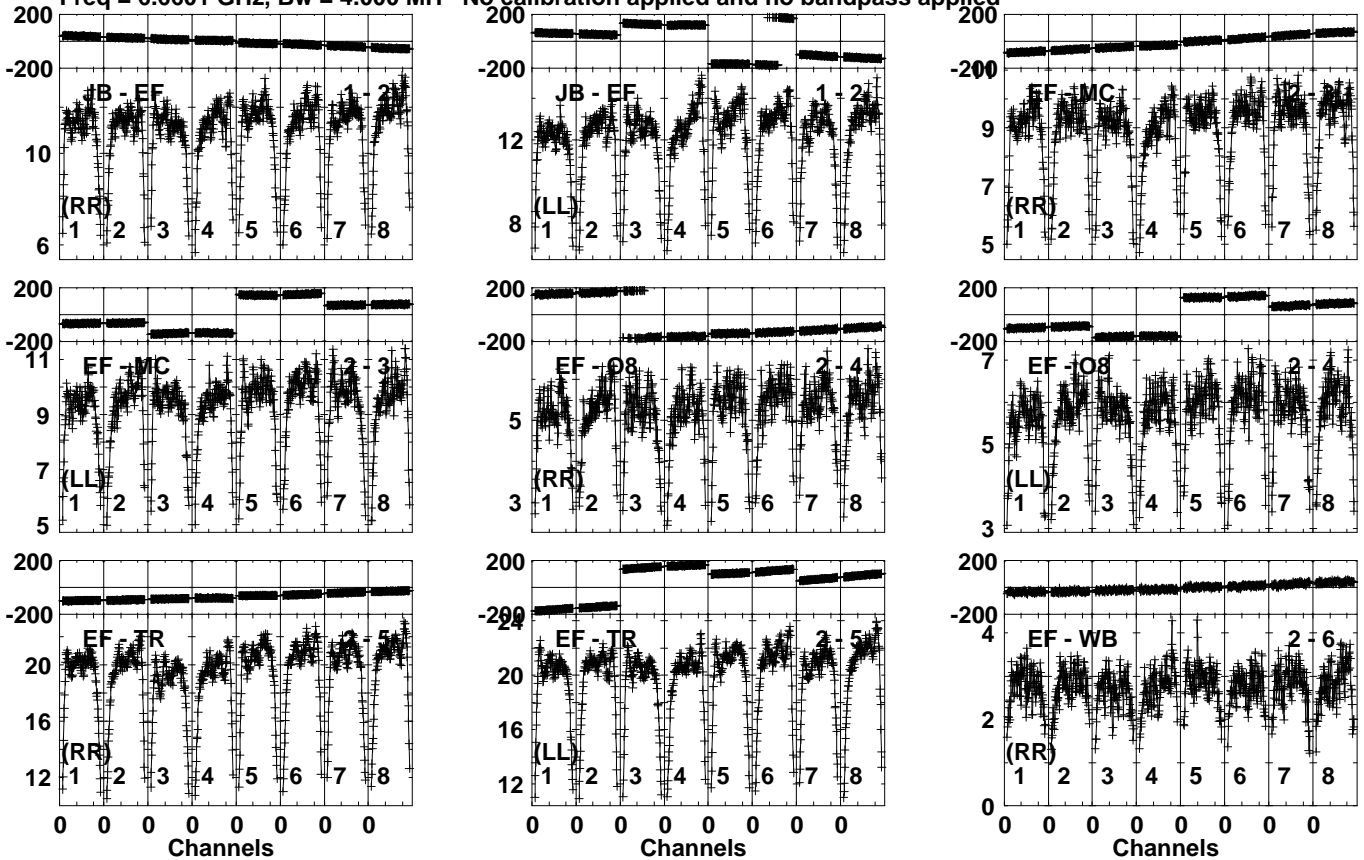 Freq = 6.6661 GHz, Bw = 4.000 MH No calibration applied and no bandpass applied
200 200 200
-200 -200 -200
JB - EF 1 - 2 JB - EF 1 - 2 EF - MC 2 - 3
10 12 9
7
(RR) (LL) (RR)
1 2 3 4 5 6 7 8 1 2 3 4 5 6 7 8 1 2 3 4 5 6 7 8
6 8 5
200 200 200
-200 -200 -200
11 7
EF - MC 2 - 3 EF - O8 2 - 4 EF - O8 2 - 4
9 5 5
7
(LL) (RR) (LL)
1 2 3 4 5 6 7 8 1 2 3 4 5 6 7 8 1 2 3 4 5 6 7 8
5 3 3
200 200 200
-200 -200 -200
24 4
EF - TR 2 - 5 EF - TR 2 - 5 EF - WB 2 - 6
20 20
16 16 2
(RR) (LL) (RR)
1 2 3 4 5 6 7 8 1 2 3 4 5 6 7 8 1 2 3 4 5 6 7 8
12 12 0
0 0 0 0 0 0 0 0 0 0 0 0 0 0 0 0 0 0 0 0 0 0 0 0
Channels Channels Channels